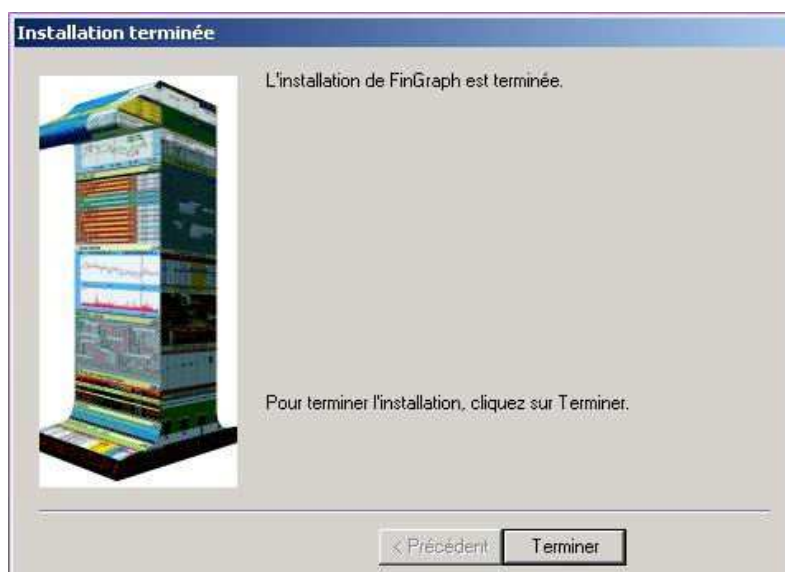 Installation terminée
L'installation de FinGraph est terminée.
Pour terminer l'installation, cliquez sur Terminer.
< Précédent
Terminer